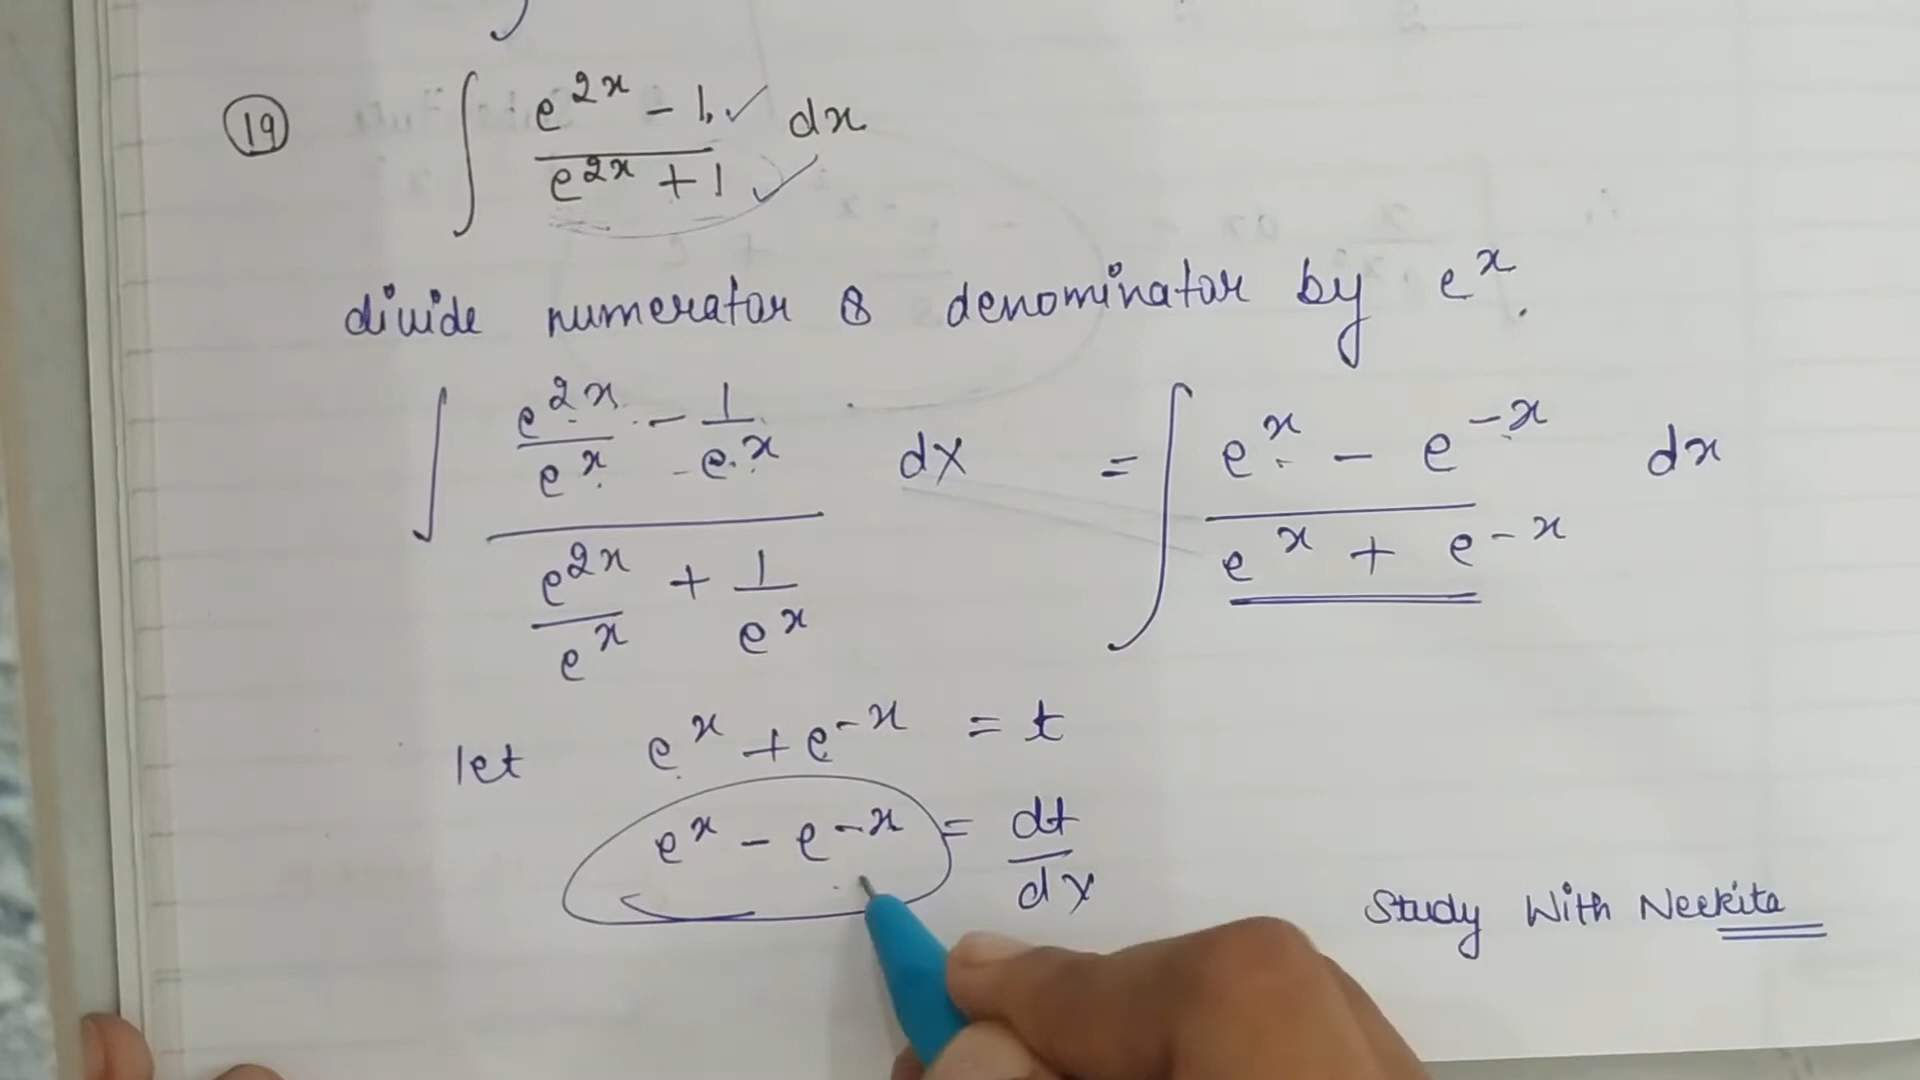 19 ∫ (e^{2x} - 1)/(e^{2x} + 1) dx
divide numerator & denominator by e^x.
∫ (e^{2x}/e^x - 1/e^x)/(e^{2x}/e^x + 1/e^x) dx = ∫ (e^x - e^{-x})/(e^x + e^{-x}) dx
let e^x + e^{-x} = t
e^x - e^{-x} = dt/dx
Study With Neekita